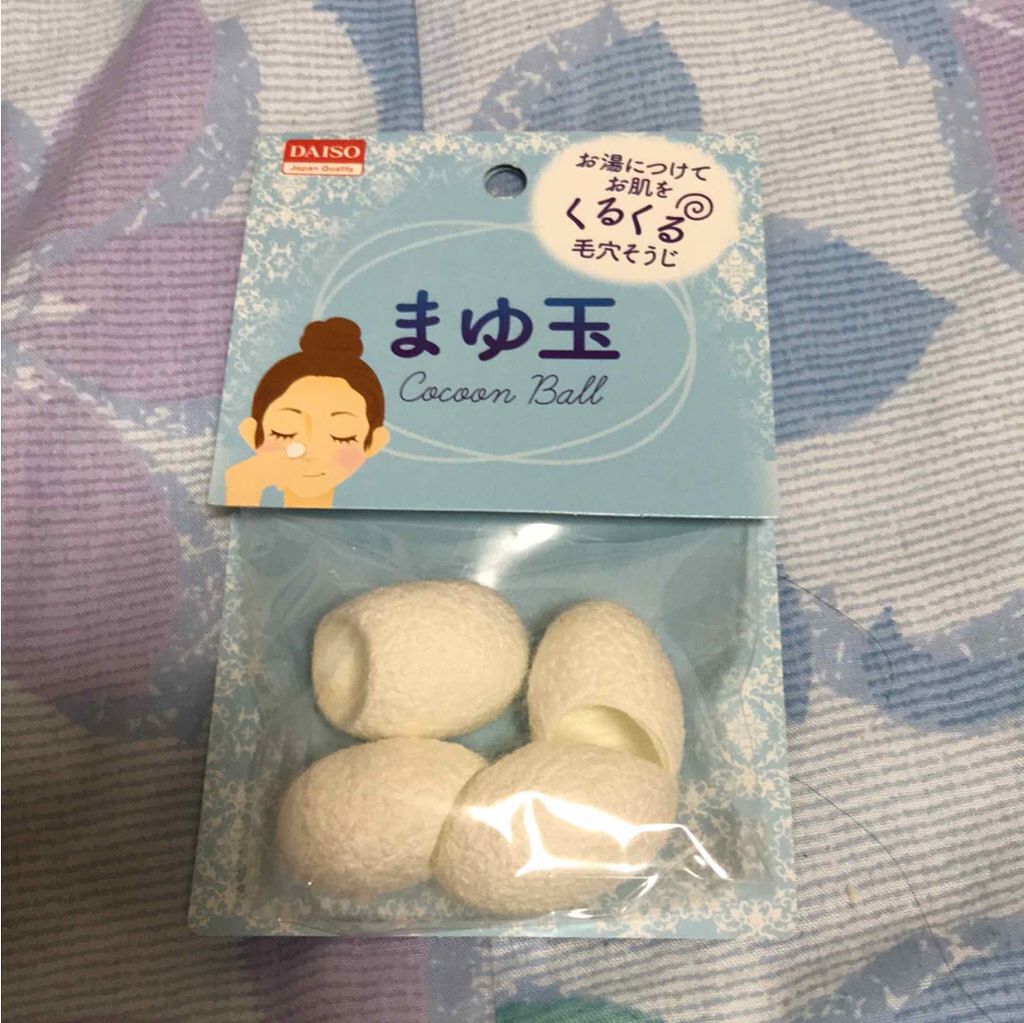 DAISO
Japan Quality
お湯につけて
お肌を
くるくる
毛穴そうじ
まゆ玉
Cocoon Ball